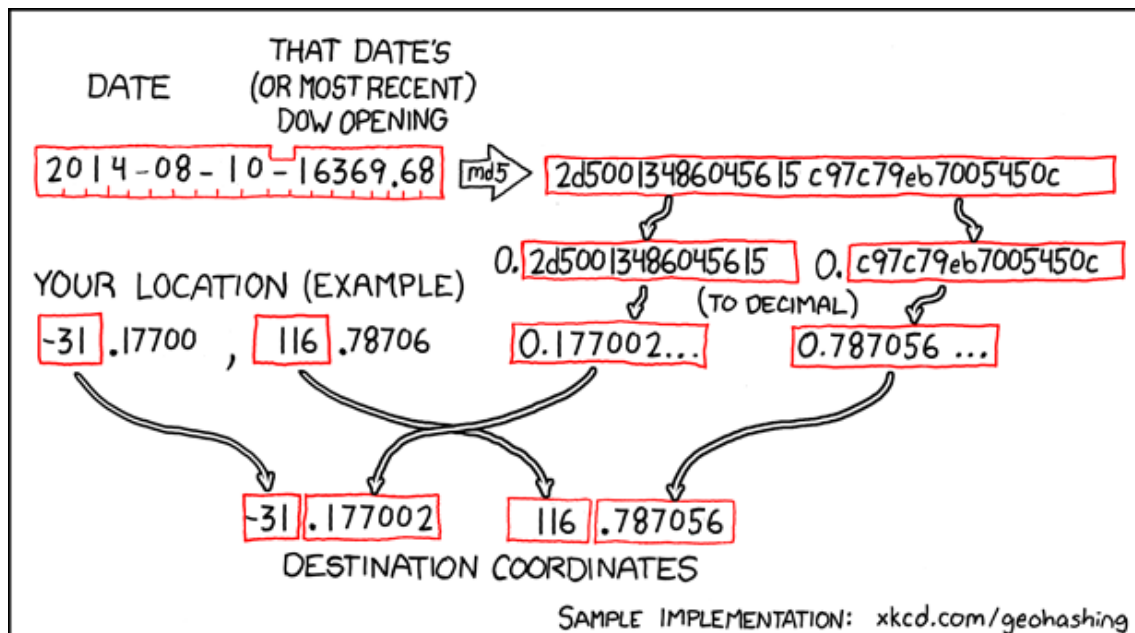 DATE
THAT DATE'S
(OR MOST RECENT)
DOW OPENING
2014-08-10-16369.68
md5
2d50013486045615c97c79eb7005450c
0.2d50013486045615
0.c97c79eb7005450c
(TO DECIMAL)
0.177002...
0.787056 ...
YOUR LOCATION (EXAMPLE)
-31.17700, 116.78706
-31.177002 116.787056
DESTINATION COORDINATES
SAMPLE IMPLEMENTATION: xkcd.com/geohashing